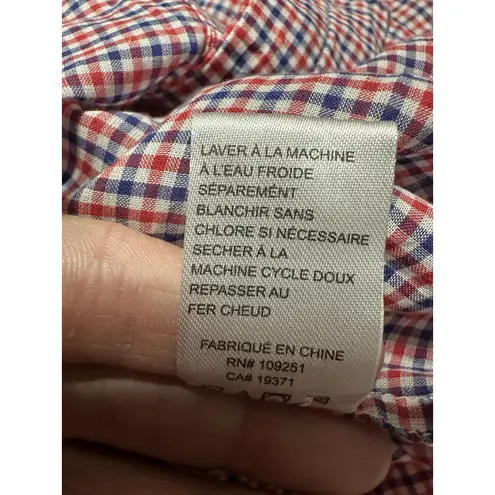 LAVER À LA MACHINE
À L'EAU FROIDE
SÉPAREMENT
BLANCHIR SANS
CHLORE SI NÉCESSAIRE
SECHER À LA
MACHINE CYCLE DOUX
REPASSER AU
FER CHEUD
FABRIQUÉ EN CHINE
RN# 109251
CA# 19371